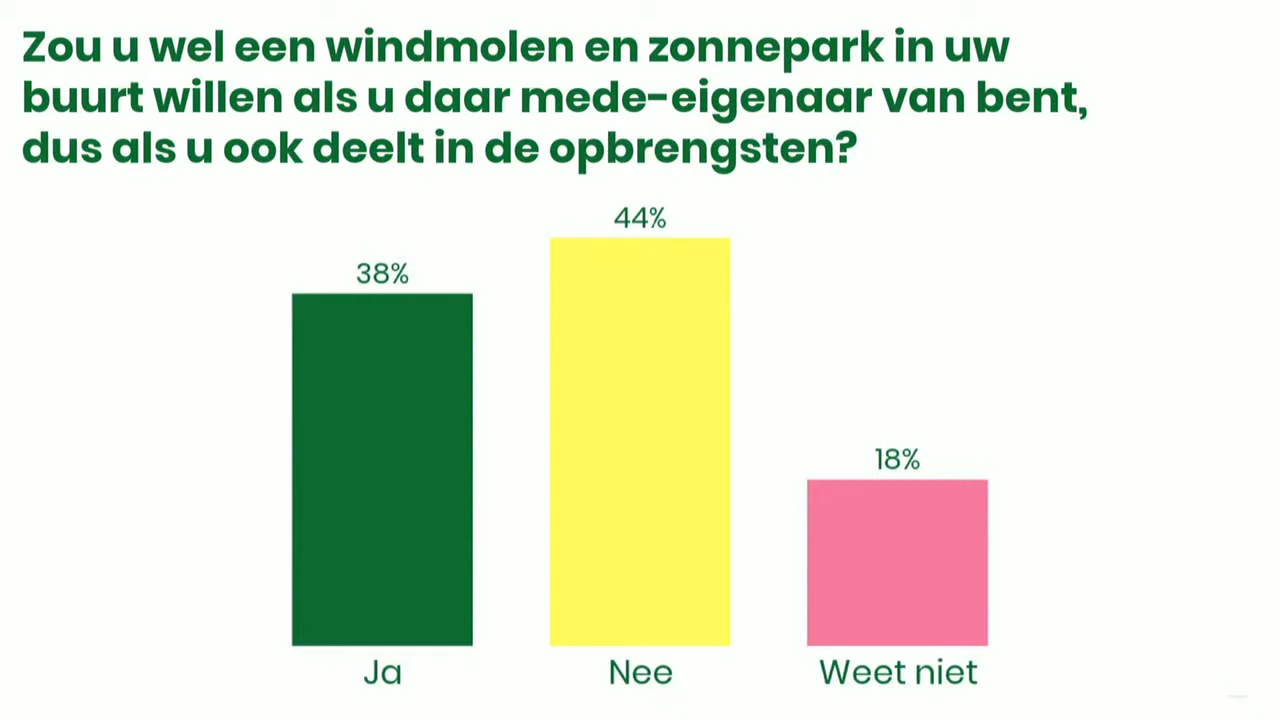 Zou u wel een windmolen en zonnepark in uw
buurt willen als u daar mede-eigenaar van bent,
dus als u ook deelt in de opbrengsten?
44%
38%
18%
Ja
Nee
Weet niet